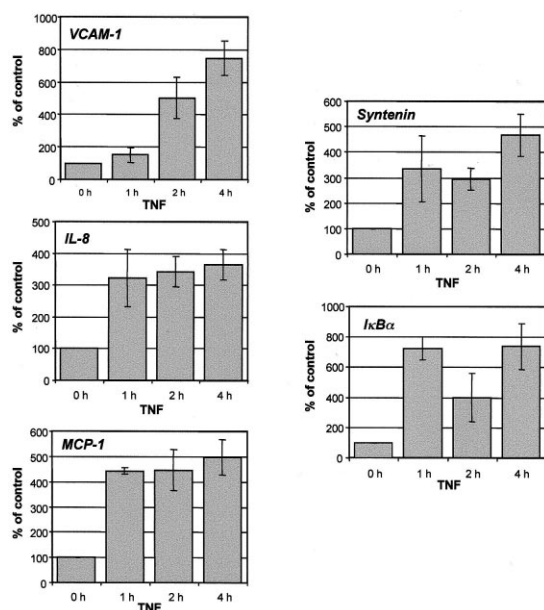 VCAM-1
% of control
1000
800
600
400
200
0
0 h 1 h 2 h 4 h
TNF
IL-8
% of control
500
400
300
200
100
0
0 h 1 h 2 h 4 h
TNF
MCP-1
% of control
600
500
400
300
200
100
0
0 h 1 h 2 h 4 h
TNF
Syntenin
% of control
600
500
400
300
200
100
0
0 h 1 h 2 h 4 h
TNF
IκBα
% of control
1000
800
600
400
200
0
0 h 1 h 2 h 4 h
TNF